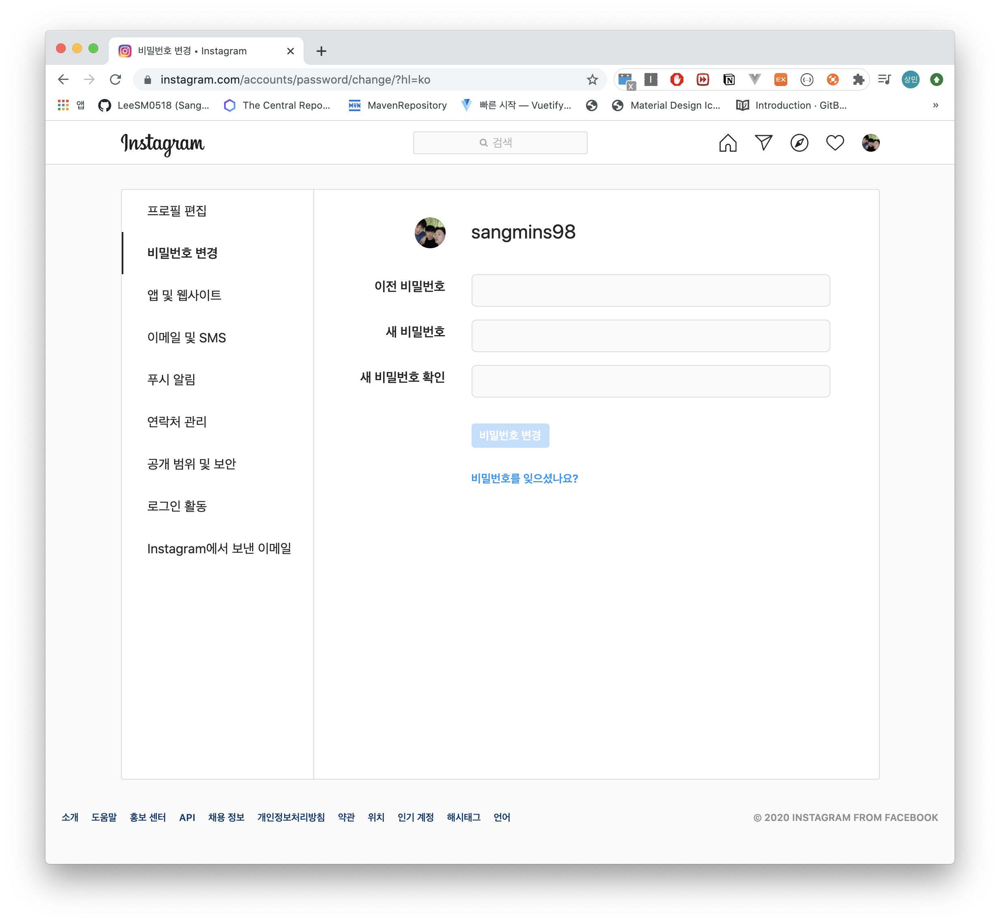 비밀번호 변경 • Instagram
instagram.com/accounts/password/change/?hl=ko
X
EX
상민
앱 LeeSM0518 (Sang... The Central Repo... MVN MavenRepository 빠른 시작 — Vuetify... Material Design Ic... Introduction · GitB... »
Instagram
검색
프로필 편집
비밀번호 변경
앱 및 웹사이트
이메일 및 SMS
푸시 알림
연락처 관리
공개 범위 및 보안
로그인 활동
Instagram에서 보낸 이메일
sangmins98
이전 비밀번호
새 비밀번호
새 비밀번호 확인
비밀번호 변경
비밀번호를 잊으셨나요?
소개 도움말 홍보 센터 API 채용 정보 개인정보처리방침 약관 위치 인기 계정 해시태그 언어
© 2020 INSTAGRAM FROM FACEBOOK